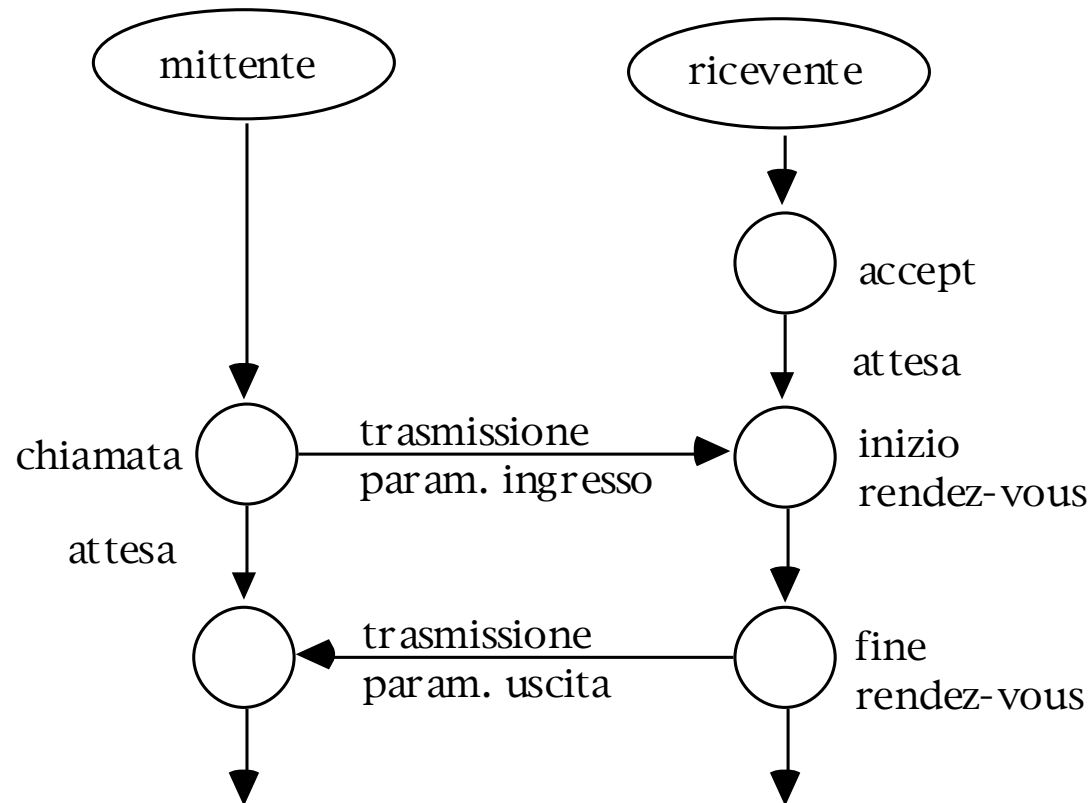 mittente
ricevente
accept
attesa
chiamata
trasmissione
param. ingresso
inizio
rendez-vous
attesa
trasmissione
param. uscita
fine
rendez-vous